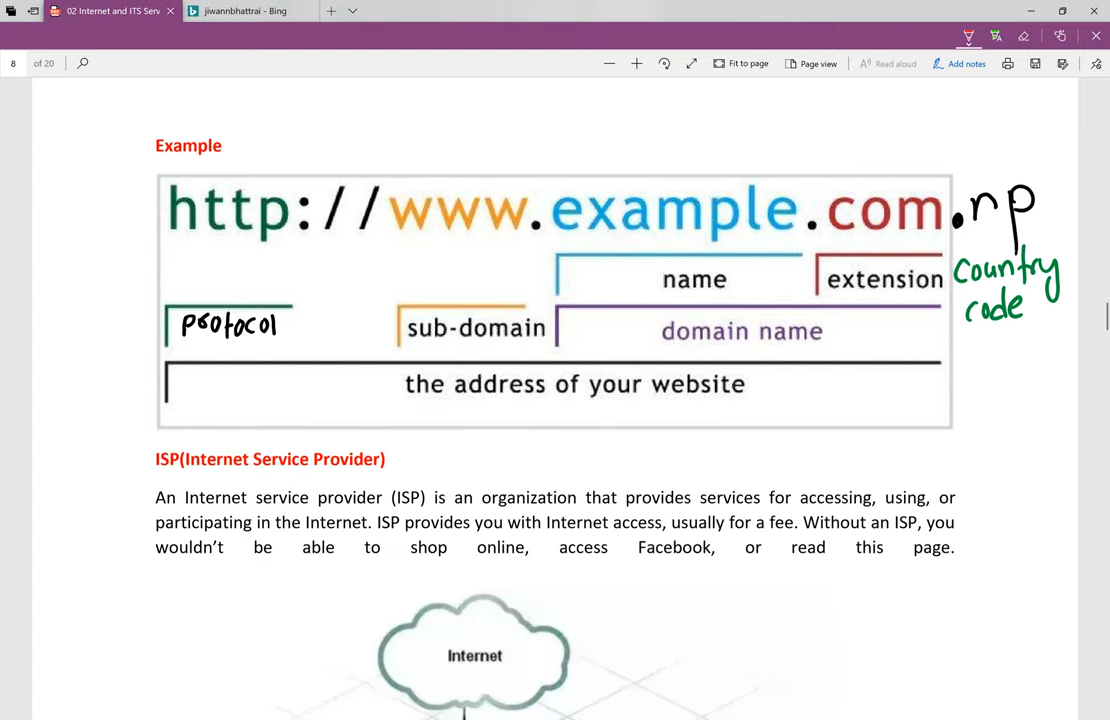 02 Internet and ITS Serv
jiwannbhattrai - Bing
8 of 20
Fit to page
Page view
Read aloud
Add notes
Example
http://www.example.com.np
name
extension
country
code
protocol
sub-domain
domain name
the address of your website
ISP(Internet Service Provider)
An Internet service provider (ISP) is an organization that provides services for accessing, using, or
participating in the Internet. ISP provides you with Internet access, usually for a fee. Without an ISP, you
wouldn’t be able to shop online, access Facebook, or read this page.
Internet